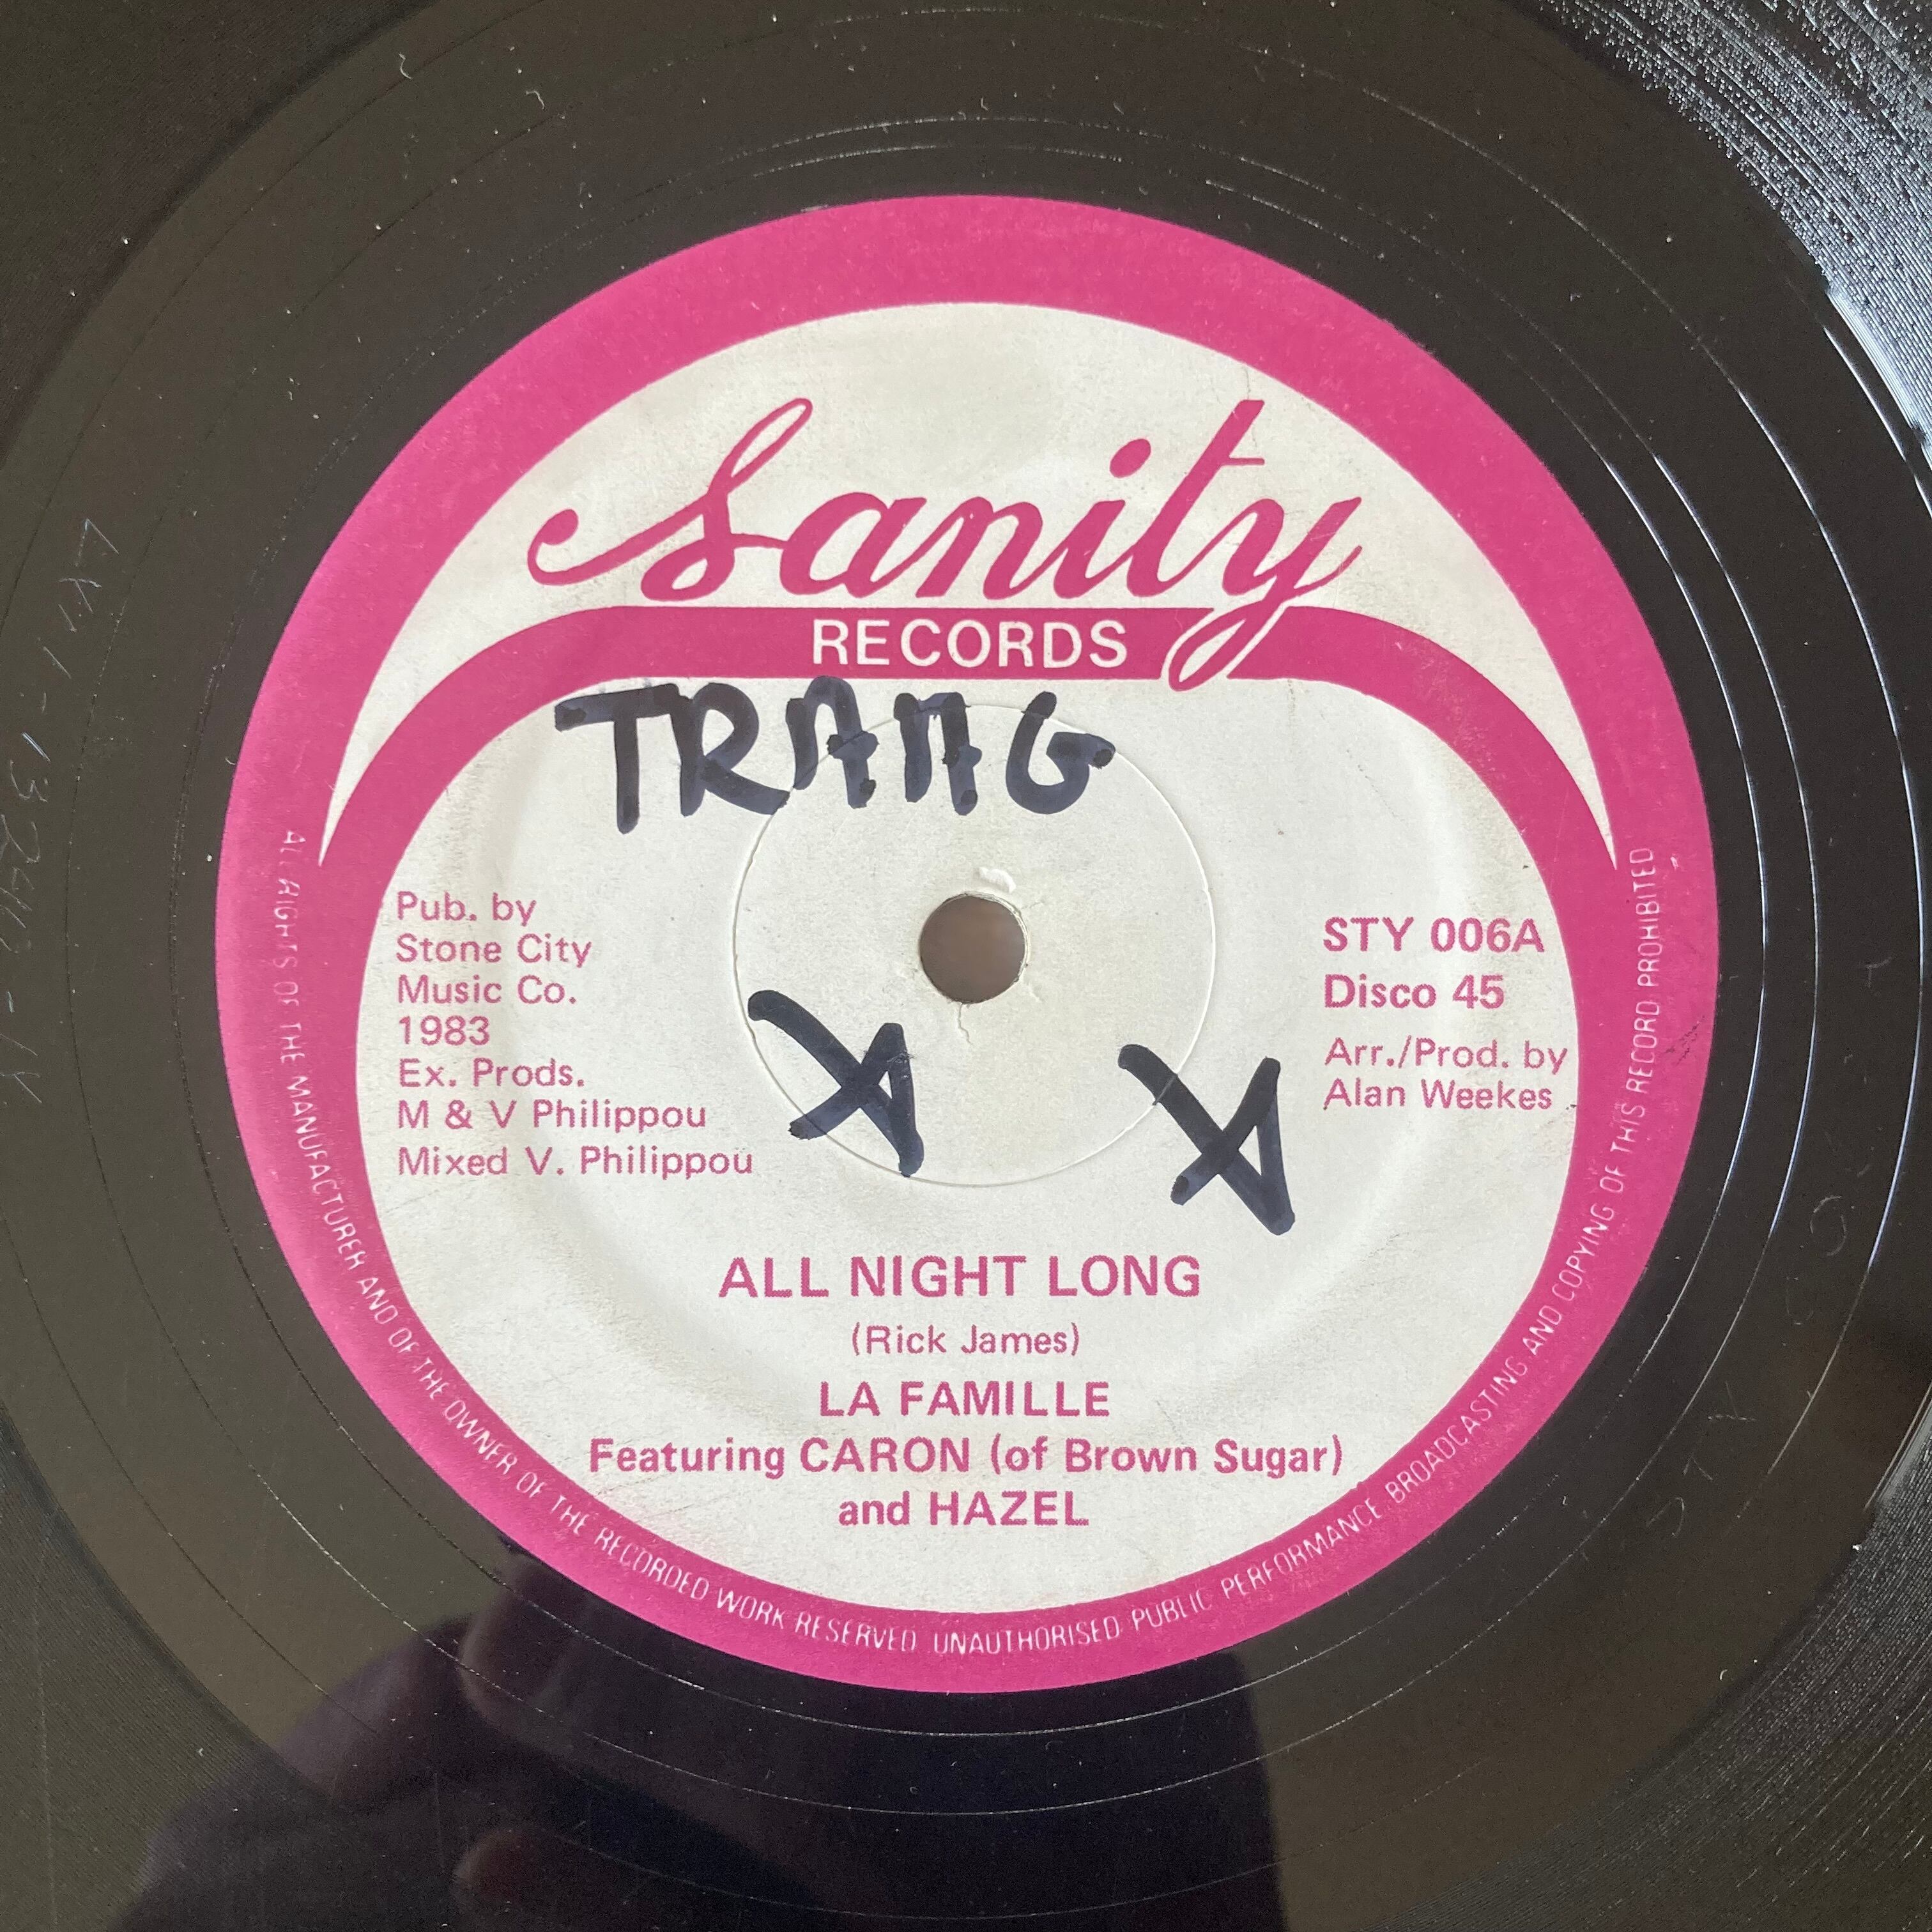 Sanity
RECORDS
TRANG
Pub. by
Stone City
Music Co.
1983
Ex. Prods.
M & V Philippou
Mixed V. Philippou
STY 006A
Disco 45
Arr./Prod. by
Alan Weekes
ALL NIGHT LONG
(Rick James)
LA FAMILLE
Featuring CARON (of Brown Sugar)
and HAZEL
ALL RIGHTS OF THE MANUFACTURER AND OF THE OWNER OF THE RECORDED WORK RESERVED UNAUTHORISED PUBLIC PERFORMANCE BROADCASTING AND COPYING OF THIS RECORD PROHIBITED